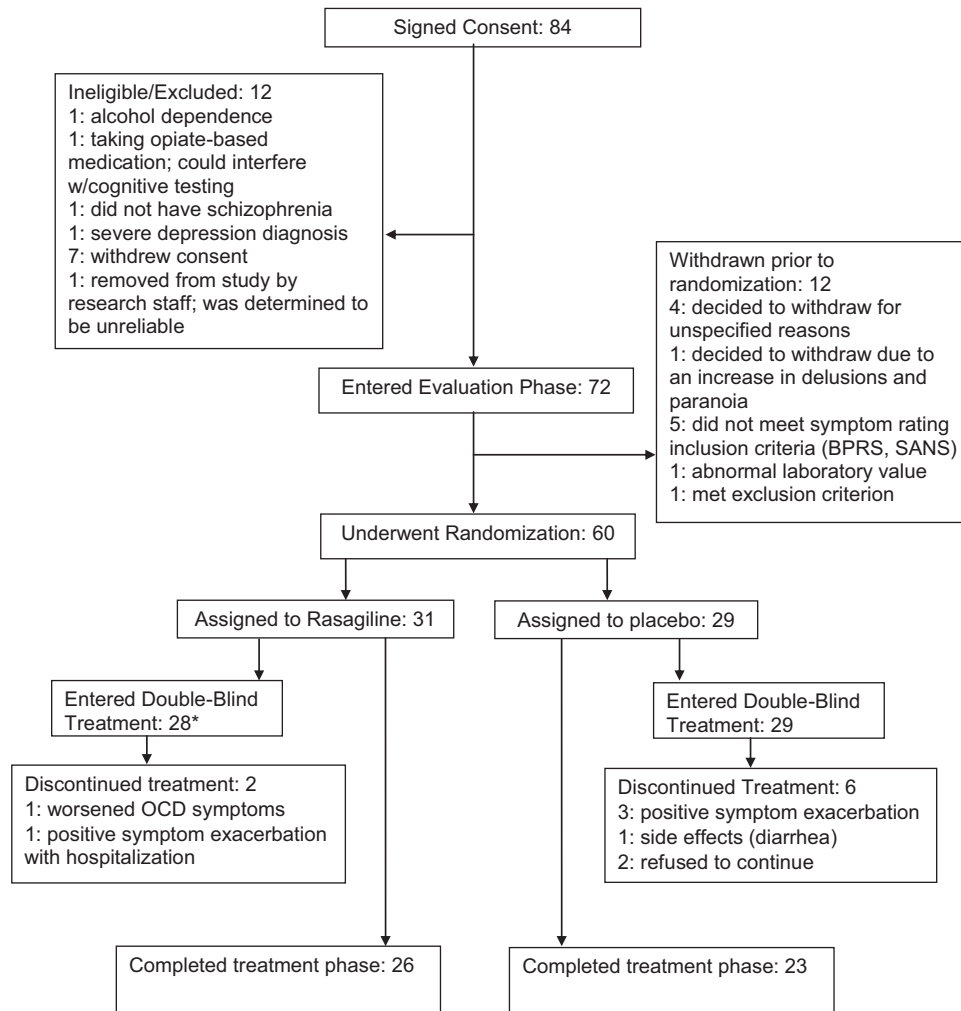 Signed Consent: 84
Ineligible/Excluded: 12
1: alcohol dependence
1: taking opiate-based
medication; could interfere
w/cognitive testing
1: did not have schizophrenia
1: severe depression diagnosis
7: withdrew consent
1: removed from study by
research staff; was determined to
be unreliable
Withdrawn prior to
randomization: 12
4: decided to withdraw for
unspecified reasons
1: decided to withdraw due to
an increase in delusions and
paranoia
5: did not meet symptom rating
inclusion criteria (BPRS, SANS)
1: abnormal laboratory value
1: met exclusion criterion
Entered Evaluation Phase: 72
Underwent Randomization: 60
Assigned to Rasagiline: 31
Assigned to placebo: 29
Entered Double-Blind
Treatment: 28*
Entered Double-Blind
Treatment: 29
Discontinued treatment: 2
1: worsened OCD symptoms
1: positive symptom exacerbation
with hospitalization
Discontinued Treatment: 6
3: positive symptom exacerbation
1: side effects (diarrhea)
2: refused to continue
Completed treatment phase: 26
Completed treatment phase: 23